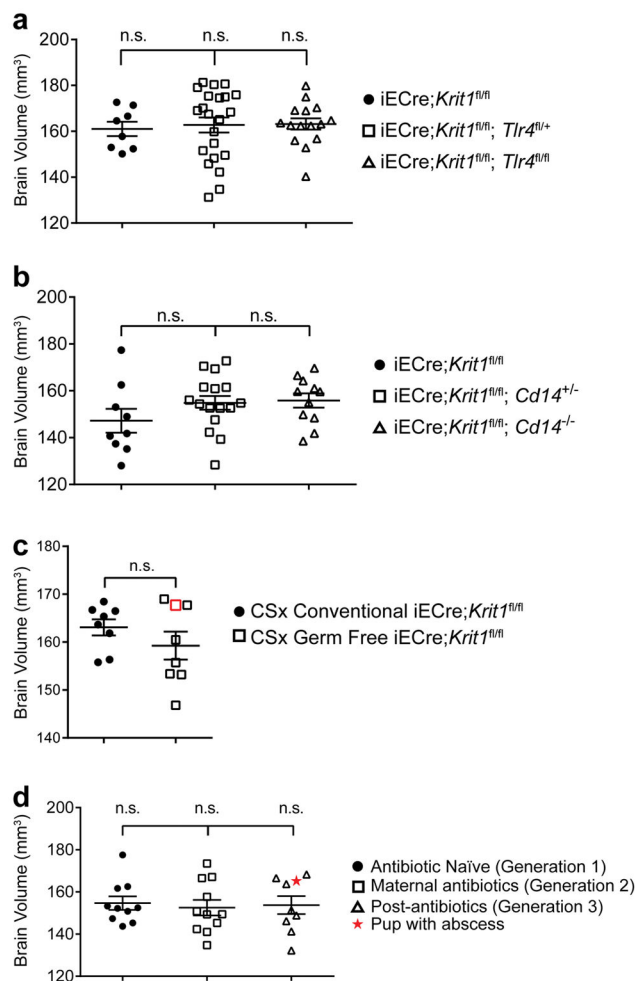 a
n.s. n.s. n.s.
200
180
160
140
120
Brain Volume (mm³)
iECre;Krit1fl/fl
iECre;Krit1fl/fl; Tlr4fl/+
iECre;Krit1fl/fl; Tlr4fl/fl
b
n.s. n.s.
200
180
160
140
120
Brain Volume (mm³)
iECre;Krit1fl/fl
iECre;Krit1fl/fl; Cd14+/-
iECre;Krit1fl/fl; Cd14-/-
c
n.s.
180
170
160
150
140
Brain Volume (mm³)
CSx Conventional iECre;Krit1fl/fl
CSx Germ Free iECre;Krit1fl/fl
d
n.s. n.s. n.s.
200
180
160
140
120
Brain Volume (mm³)
Antibiotic Naïve (Generation 1)
Maternal antibiotics (Generation 2)
Post-antibiotics (Generation 3)
Pup with abscess